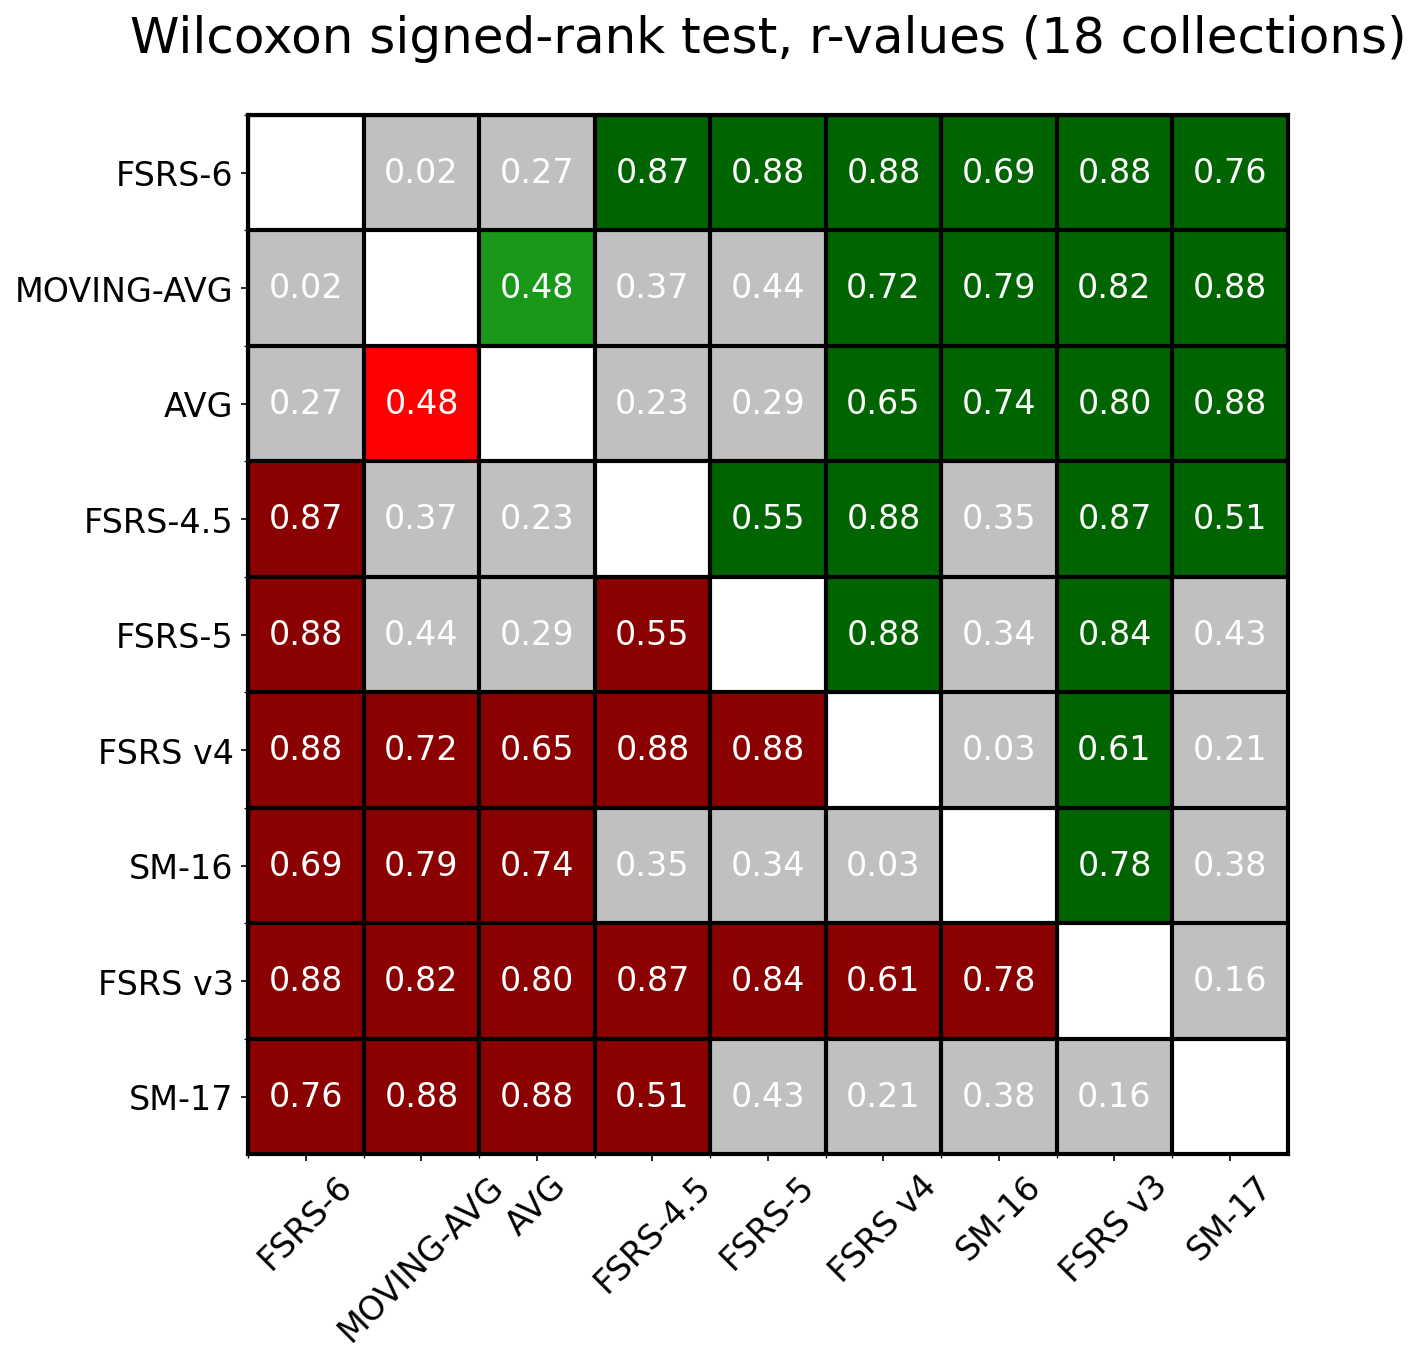 Wilcoxon signed-rank test, r-values (18 collections)
FSRS-6 0.02 0.27 0.87 0.88 0.88 0.69 0.88 0.76
MOVING-AVG 0.02 0.48 0.37 0.44 0.72 0.79 0.82 0.88
AVG 0.27 0.48 0.23 0.29 0.65 0.74 0.80 0.88
FSRS-4.5 0.87 0.37 0.23 0.55 0.88 0.35 0.87 0.51
FSRS-5 0.88 0.44 0.29 0.55 0.88 0.34 0.84 0.43
FSRS v4 0.88 0.72 0.65 0.88 0.88 0.03 0.61 0.21
SM-16 0.69 0.79 0.74 0.35 0.34 0.03 0.78 0.38
FSRS v3 0.88 0.82 0.80 0.87 0.84 0.61 0.78 0.16
SM-17 0.76 0.88 0.88 0.51 0.43 0.21 0.38 0.16
FSRS-6 MOVING-AVG AVG FSRS-4.5 FSRS-5 FSRS v4 SM-16 FSRS v3 SM-17